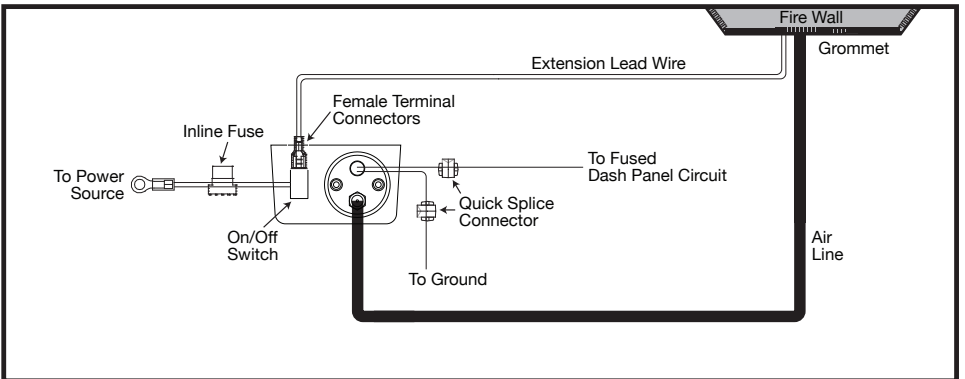 Fire Wall
Grommet
Extension Lead Wire
Female Terminal
Connectors
Inline Fuse
To Power
Source
To Fused
Dash Panel Circuit
Quick Splice
Connector
On/Off
Switch
Air
Line
To Ground